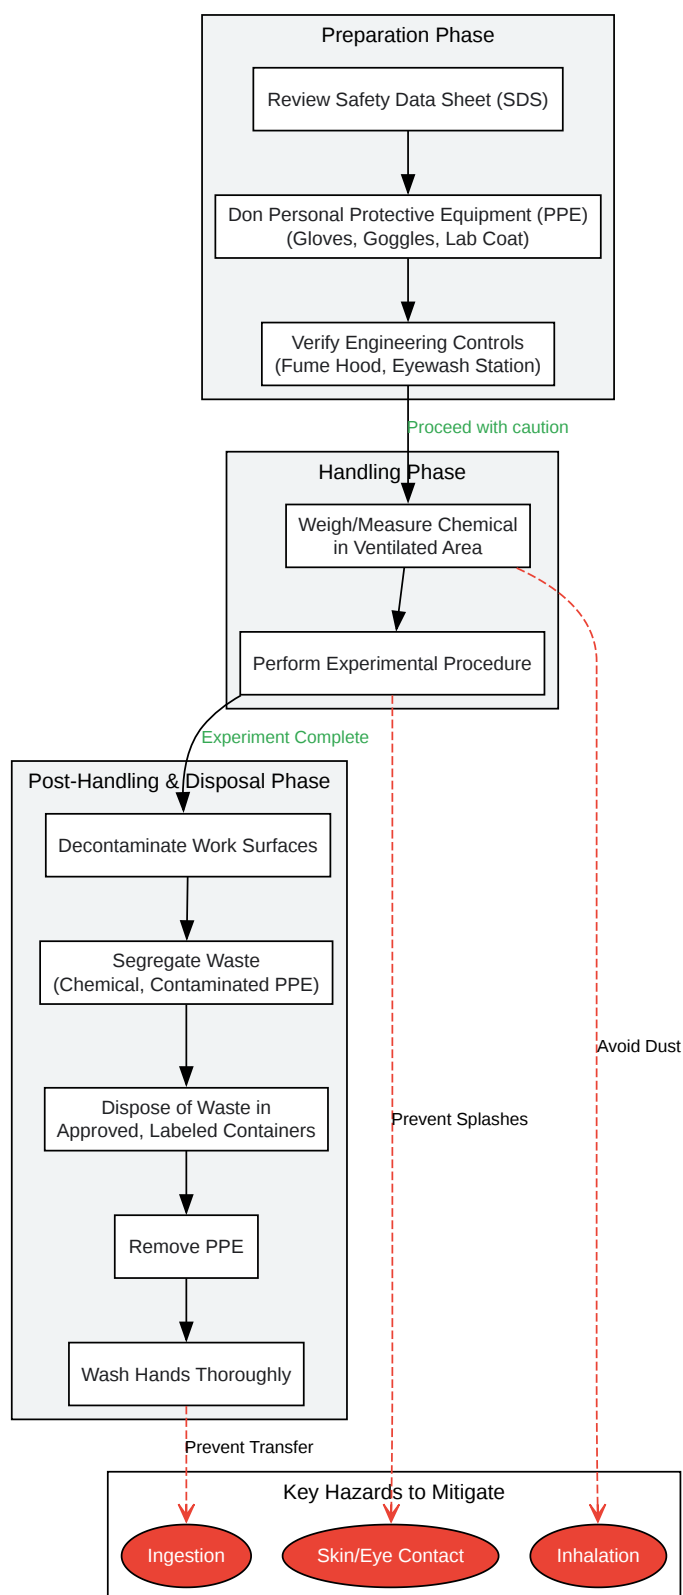 Preparation Phase
Review Safety Data Sheet (SDS)
Don Personal Protective Equipment (PPE)
(Gloves, Goggles, Lab Coat)
Verify Engineering Controls
(Fume Hood, Eyewash Station)
Proceed with caution
Handling Phase
Weigh/Measure Chemical
in Ventilated Area
Perform Experimental Procedure
Experiment Complete
Post-Handling & Disposal Phase
Decontaminate Work Surfaces
Segregate Waste
(Chemical, Contaminated PPE)
Avoid Dust
Dispose of Waste in
Approved, Labeled Containers
Prevent Splashes
Remove PPE
Wash Hands Thoroughly
Prevent Transfer
Key Hazards to Mitigate
Ingestion
Skin/Eye Contact
Inhalation